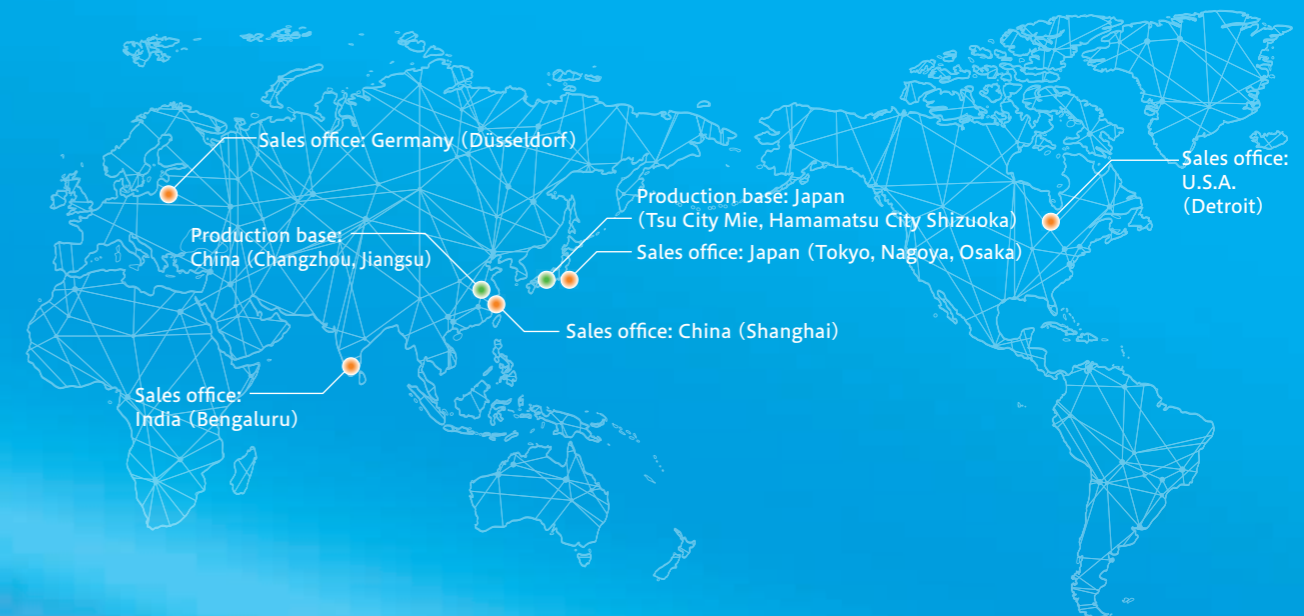 Sales office: Germany（Düsseldorf）
Production base:
China（Changzhou, Jiangsu）
Sales office:
India（Bengaluru）
Production base: Japan
（Tsu City Mie, Hamamatsu City Shizuoka）
Sales office: Japan（Tokyo, Nagoya, Osaka）
Sales office: China（Shanghai）
Sales office:
U.S.A.
（Detroit）